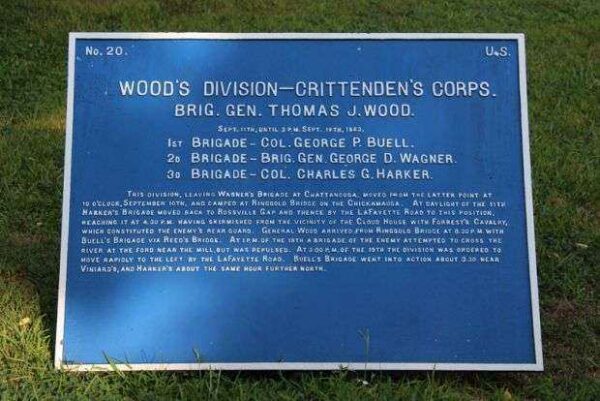 No. 20. U.S.
WOOD'S DIVISION—CRITTENDEN'S CORPS.
BRIG. GEN. THOMAS J. WOOD.
SEPT. 11TH, UNTIL 3 P.M. SEPT. 19TH, 1863.
1ST BRIGADE- COL. GEORGE P. BUELL.
2D BRIGADE- BRIG. GEN. GEORGE D. WAGNER.
3D BRIGADE- COL. CHARLES G. HARKER.
THIS DIVISION, LEAVING WAGNER'S BRIGADE AT CHATTANOOGA, MOVED FROM THE LATTER POINT AT
10 O'CLOCK, SEPTEMBER 10TH, AND CAMPED AT RINGGOLD BRIDGE ON THE CHICKAMAUGA. AT DAYLIGHT OF THE 11TH
HARKER'S BRIGADE MOVED BACK TO ROSSVILLE GAP AND THENCE BY THE LAFAYETTE ROAD TO THIS POSITION,
REACHING IT AT 4.30 P.M. HAVING SKIRMISHED FROM THE VICINITY OF THE CLOUD HOUSE WITH FORREST'S CAVALRY,
WHICH CONSTITUTED THE ENEMY'S REAR GUARD. GENERAL WOOD ARRIVED FROM RINGGOLD BRIDGE AT 8.30 P.M. WITH
BUELL'S BRIGADE VIA REED'S BRIDGE. AT 1 P.M. OF THE 18TH A BRIGADE OF THE ENEMY ATTEMPTED TO CROSS THE
RIVER AT THE FORD NEAR THE MILL, BUT WAS REPULSED. AT 3:00 P.M. OF THE 19TH THE DIVISION WAS ORDERED TO
MOVE RAPIDLY TO THE LEFT BY THE LAFAYETTE ROAD. BUELL'S BRIGADE WENT INTO ACTION ABOUT 3.30 NEAR
VINIARD'S, AND HARKER'S ABOUT THE SAME HOUR FURTHER NORTH.